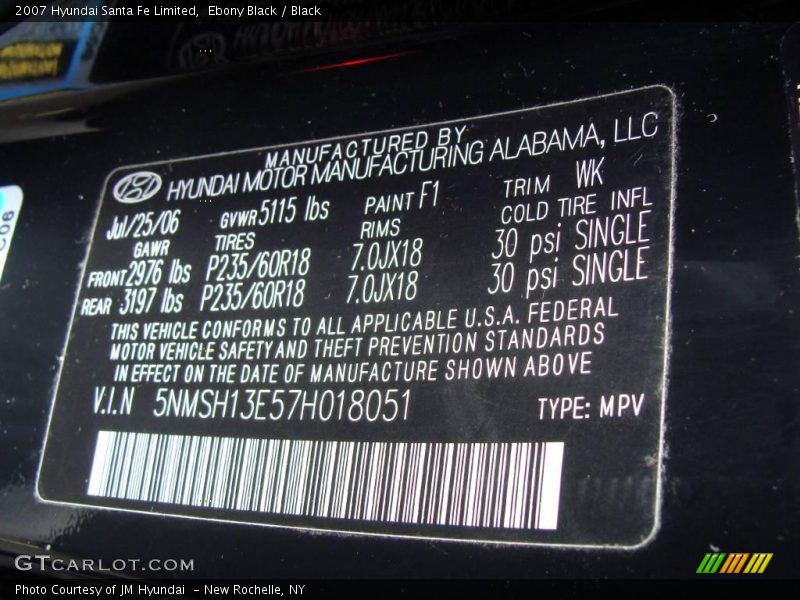 2007 Hyundai Santa Fe Limited, Ebony Black / Black
MANUFACTURED BY
HYUNDAI MOTOR MANUFACTURING ALABAMA, LLC
Jul/25/06 GVWR 5115 lbs PAINT F1 TRIM WK
GAWR TIRES RIMS COLD TIRE INFL
FRONT 2976 lbs P235/60R18 7.0JX18 30 psi SINGLE
REAR 3197 lbs P235/60R18 7.0JX18 30 psi SINGLE
THIS VEHICLE CONFORMS TO ALL APPLICABLE U.S.A. FEDERAL
MOTOR VEHICLE SAFETY AND THEFT PREVENTION STANDARDS
IN EFFECT ON THE DATE OF MANUFACTURE SHOWN ABOVE
V.I.N 5NMSH13E57H018051 TYPE: MPV
GTCARLOT.COM
Photo Courtesy of JM Hyundai - New Rochelle, NY